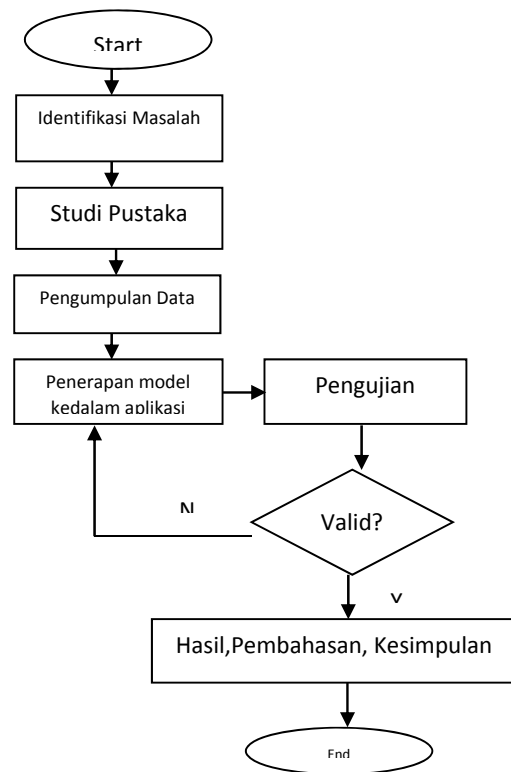 Start
Identifikasi Masalah
Studi Pustaka
Pengumpulan Data
Penerapan model
kedalam aplikasi
Pengujian
Valid?
N
Y
Hasil,Pembahasan, Kesimpulan
End